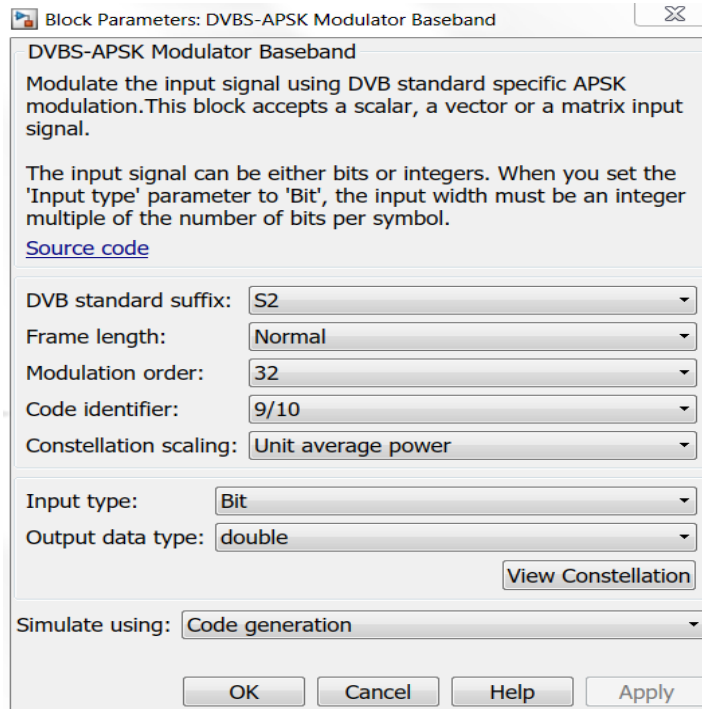 Block Parameters: DVBS-APSK Modulator Baseband
DVBS-APSK Modulator Baseband
Modulate the input signal using DVB standard specific APSK
modulation.This block accepts a scalar, a vector or a matrix input
signal.
The input signal can be either bits or integers. When you set the
'Input type' parameter to 'Bit', the input width must be an integer
multiple of the number of bits per symbol.
Source code
DVB standard suffix: S2
Frame length: Normal
Modulation order: 32
Code identifier: 9/10
Constellation scaling: Unit average power
Input type: Bit
Output data type: double
View Constellation
Simulate using: Code generation
OK Cancel Help Apply